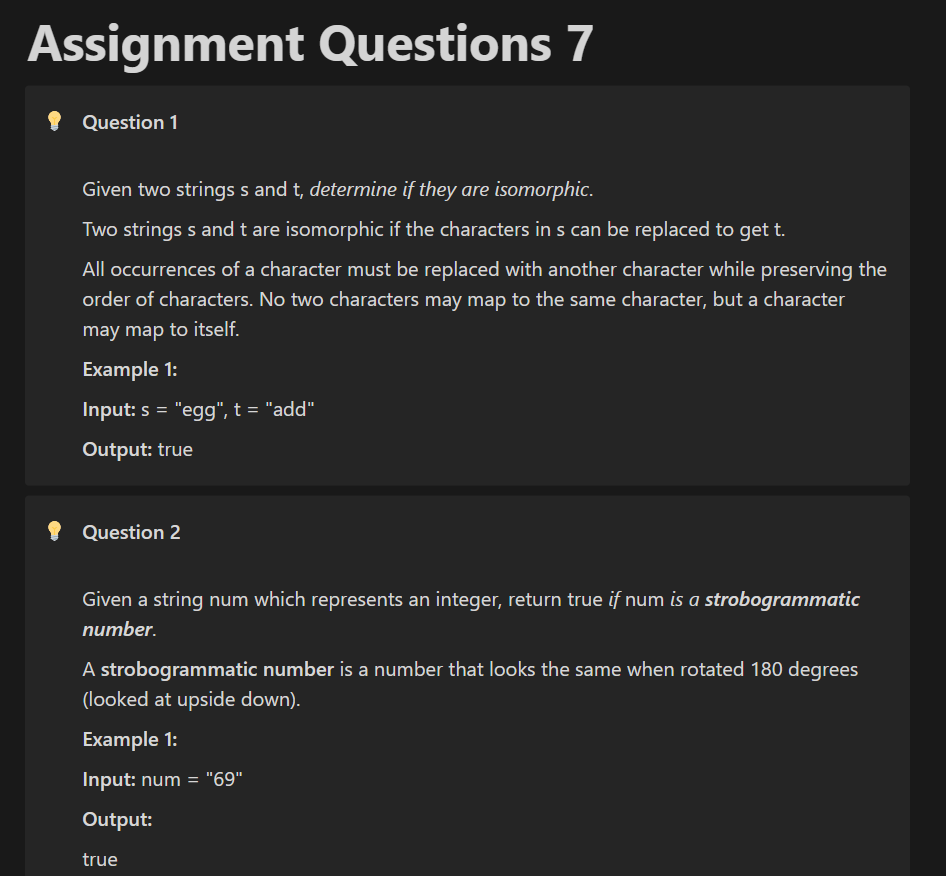 Assignment Questions 7
Question 1
Given two strings s and t, determine if they are isomorphic.
Two strings s and t are isomorphic if the characters in s can be replaced to get t.
All occurrences of a character must be replaced with another character while preserving the
order of characters. No two characters may map to the same character, but a character
may map to itself.
Example 1:
Input: s = "egg", t = "add"
Output: true
Question 2
Given a string num which represents an integer, return true if num is a strobogrammatic
number.
A strobogrammatic number is a number that looks the same when rotated 180 degrees
(looked at upside down).
Example 1:
Input: num = "69"
Output:
true